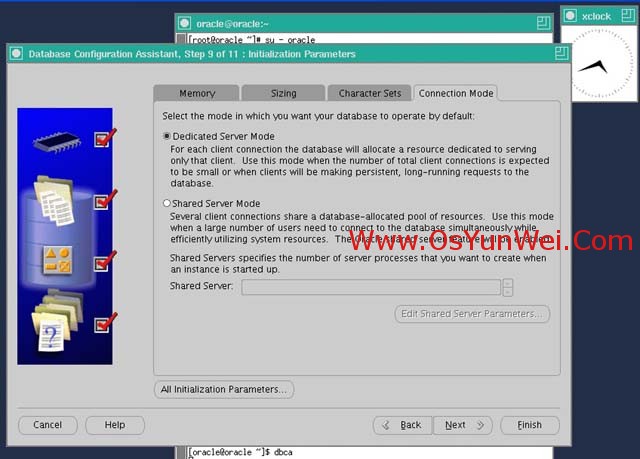 oracle@oracle:~
xclock
[root@oracle ~]# su - oracle
Database Configuration Assistant, Step 9 of 11 : Initialization Parameters
Memory
Sizing
Character Sets
Connection Mode
Select the mode in which you want your database to operate by default:
Dedicated Server Mode
For each client connection the database will allocate a resource dedicated to serving
only that client. Use this mode when the number of total client connections is expected
to be small or when clients will be making persistent, long-running requests to the
database.
Shared Server Mode
Several client connections share a database-allocated pool of resources. Use this mode
when a large number of users need to connect to the database simultaneously while
efficiently utilizing system resources. The Oracle shared server feature will be enabled.
www.OsYunWei.Com
Shared Servers specifies the number of server processes that you want to create when
an instance is started up.
Shared Server:
Edit Shared Server Parameters...
All Initialization Parameters...
Cancel
Help
Back
Next
Finish
[oracle@oracle ~]$ dbca